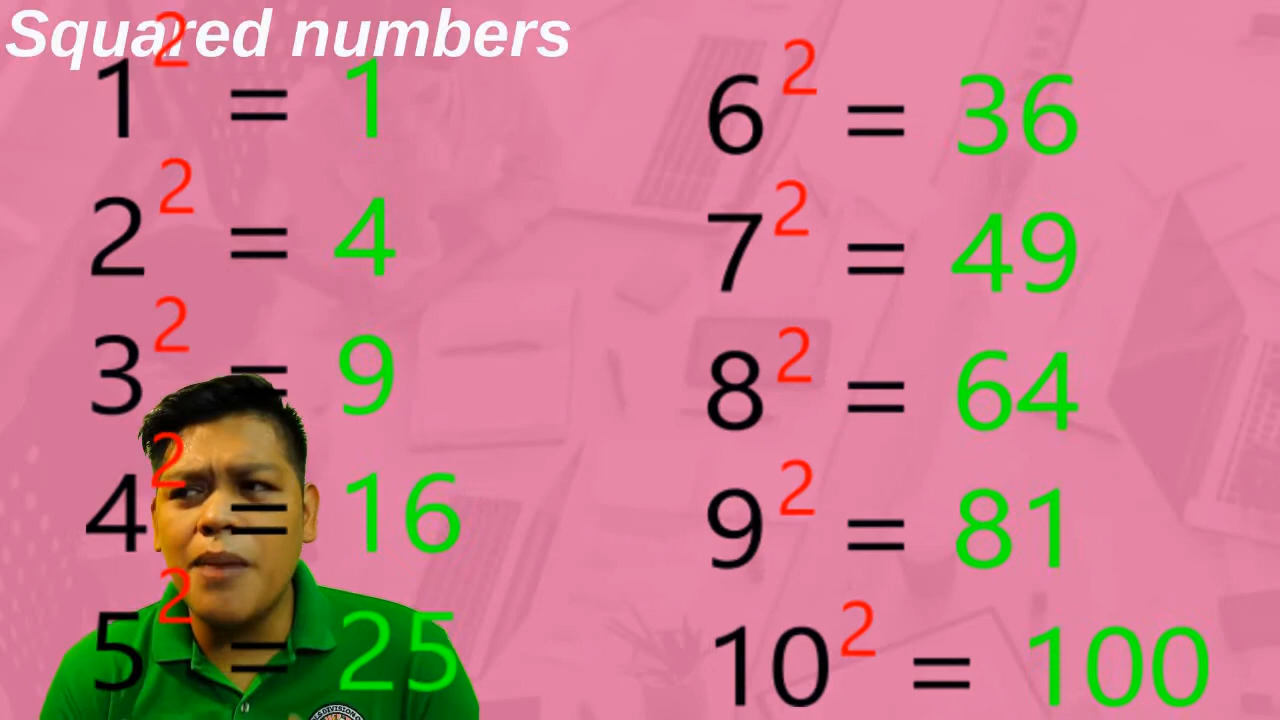 Squared numbers
1² = 1
2² = 4
3² = 9
4² = 16
5² = 25
6² = 36
7² = 49
8² = 64
9² = 81
10² = 100